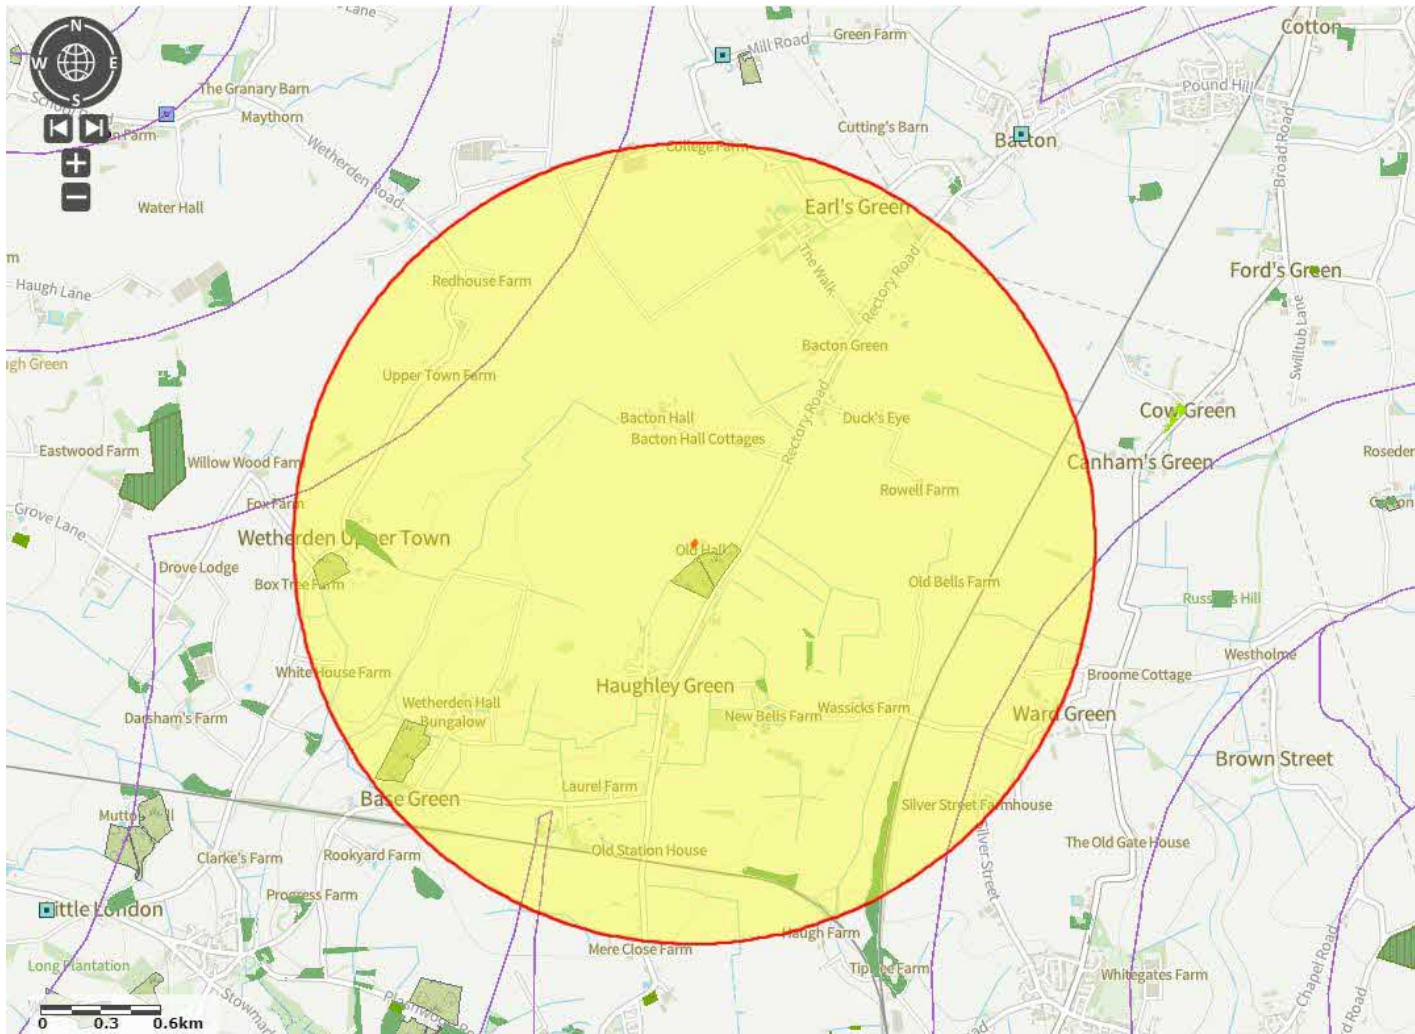 Lane
N
W
E
S
Mill Road
Green Farm
Cotton
The Granary Barn
Pound Hill
Maythorn
Cutting's Barn
Bacton
Broad Road
College Farm
Wetherden Road
Water Hall
Earl's Green
The Walk
Rectory Road
Redhouse Farm
Haugh Lane
Ford's Green
Swilltub Lane
Bacton Green
Upper Town Farm
Bacton Hall
Duck's Eye
Cow Green
Bacton Hall Cottages
Rectory Road
Eastwood Farm
Willow Wood Farm
Canham's Green
Rowell Farm
Fox Farm
Grove Lane
Wetherden Upper Town
Old Hall
Drove Lodge
Box Tree Farm
Old Bells Farm
Westholme
White House Farm
Broome Cottage
Haughley Green
Wetherden Hall
Bungalow
Darsham's Farm
New Bells Farm
Wassicks Farm
Ward Green
Brown Street
Laurel Farm
Base Green
Silver Street Farmhouse
Silver Street
The Old Gate House
Old Station House
Clarke's Farm
Rookyard Farm
Progress Farm
Little London
Haugh Farm
Mere Close Farm
Long Plantation
Whitegates Farm
Chapel Road
Road
0 0.3 0.6km